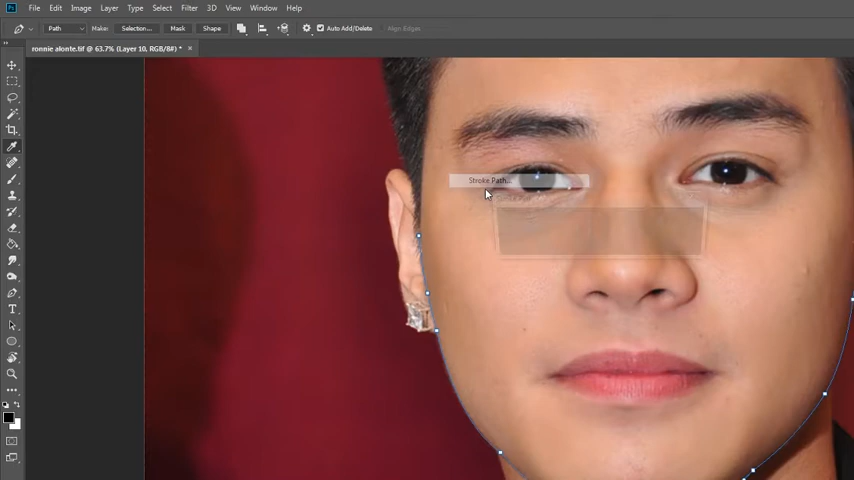 Ps File Edit Image Layer Type Select Filter 3D View Window Help
Path Make: Selection... Mask Shape Auto Add/Delete Align Edges
ronnie alonte.tif @ 63.7% (Layer 10, RGB/8#) * ×
Stroke Path...
T